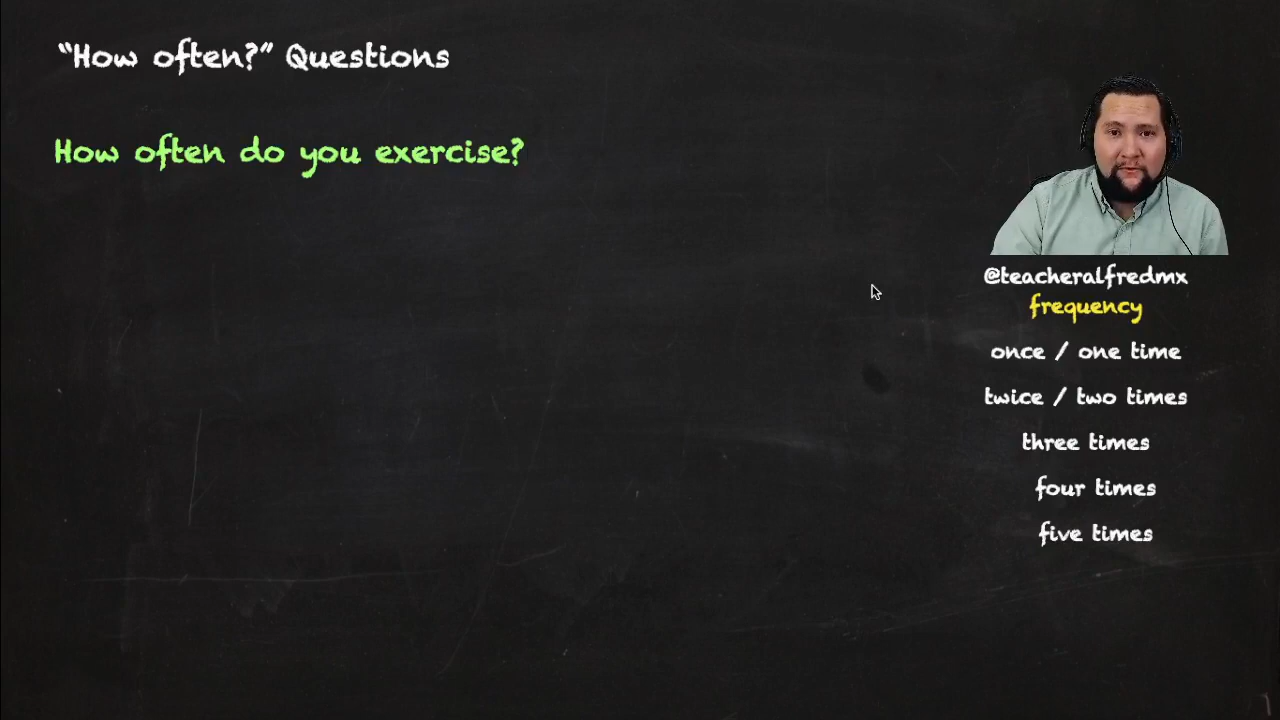 “How often?” Questions
How often do you exercise?
@teacheralfredmx
frequency
once / one time
twice / two times
three times
four times
five times